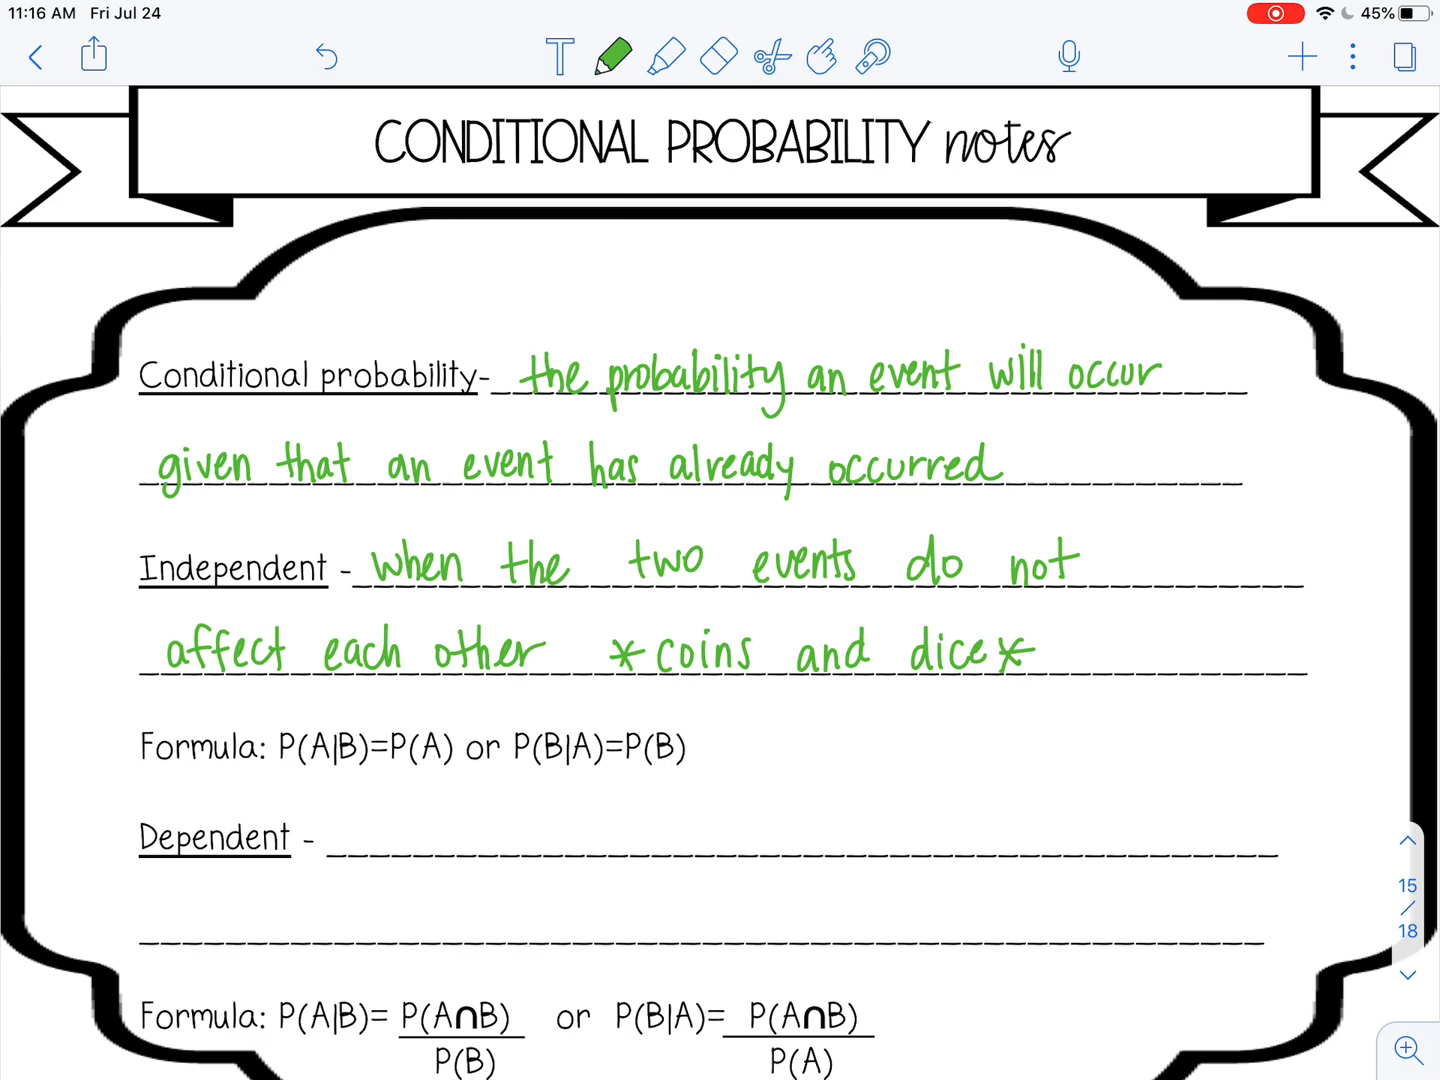 11:16 AM Fri Jul 24 45%
T
CONDITIONAL PROBABILITY notes
Conditional probability- the probability an event will occur
given that an event has already occurred
Independent - when the two events do not
affect each other *coins and dice*
Formula: P(A|B)=P(A) or P(B|A)=P(B)
Dependent -
15
/
18
Formula: P(A|B)= P(A∩B) or P(B|A)= P(A∩B)
P(B) P(A)